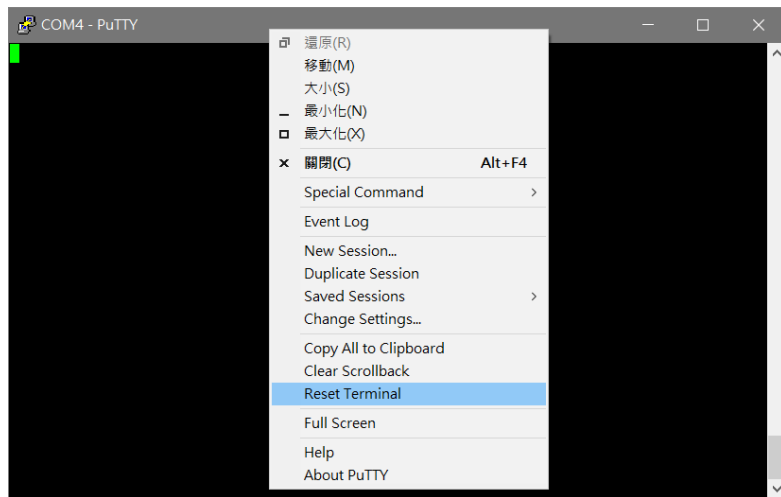 COM4 - PuTTY
還原(R)
移動(M)
大小(S)
最小化(N)
最大化(X)
關閉(C) Alt+F4
Special Command
Event Log
New Session...
Duplicate Session
Saved Sessions
Change Settings...
Copy All to Clipboard
Clear Scrollback
Reset Terminal
Full Screen
Help
About PuTTY